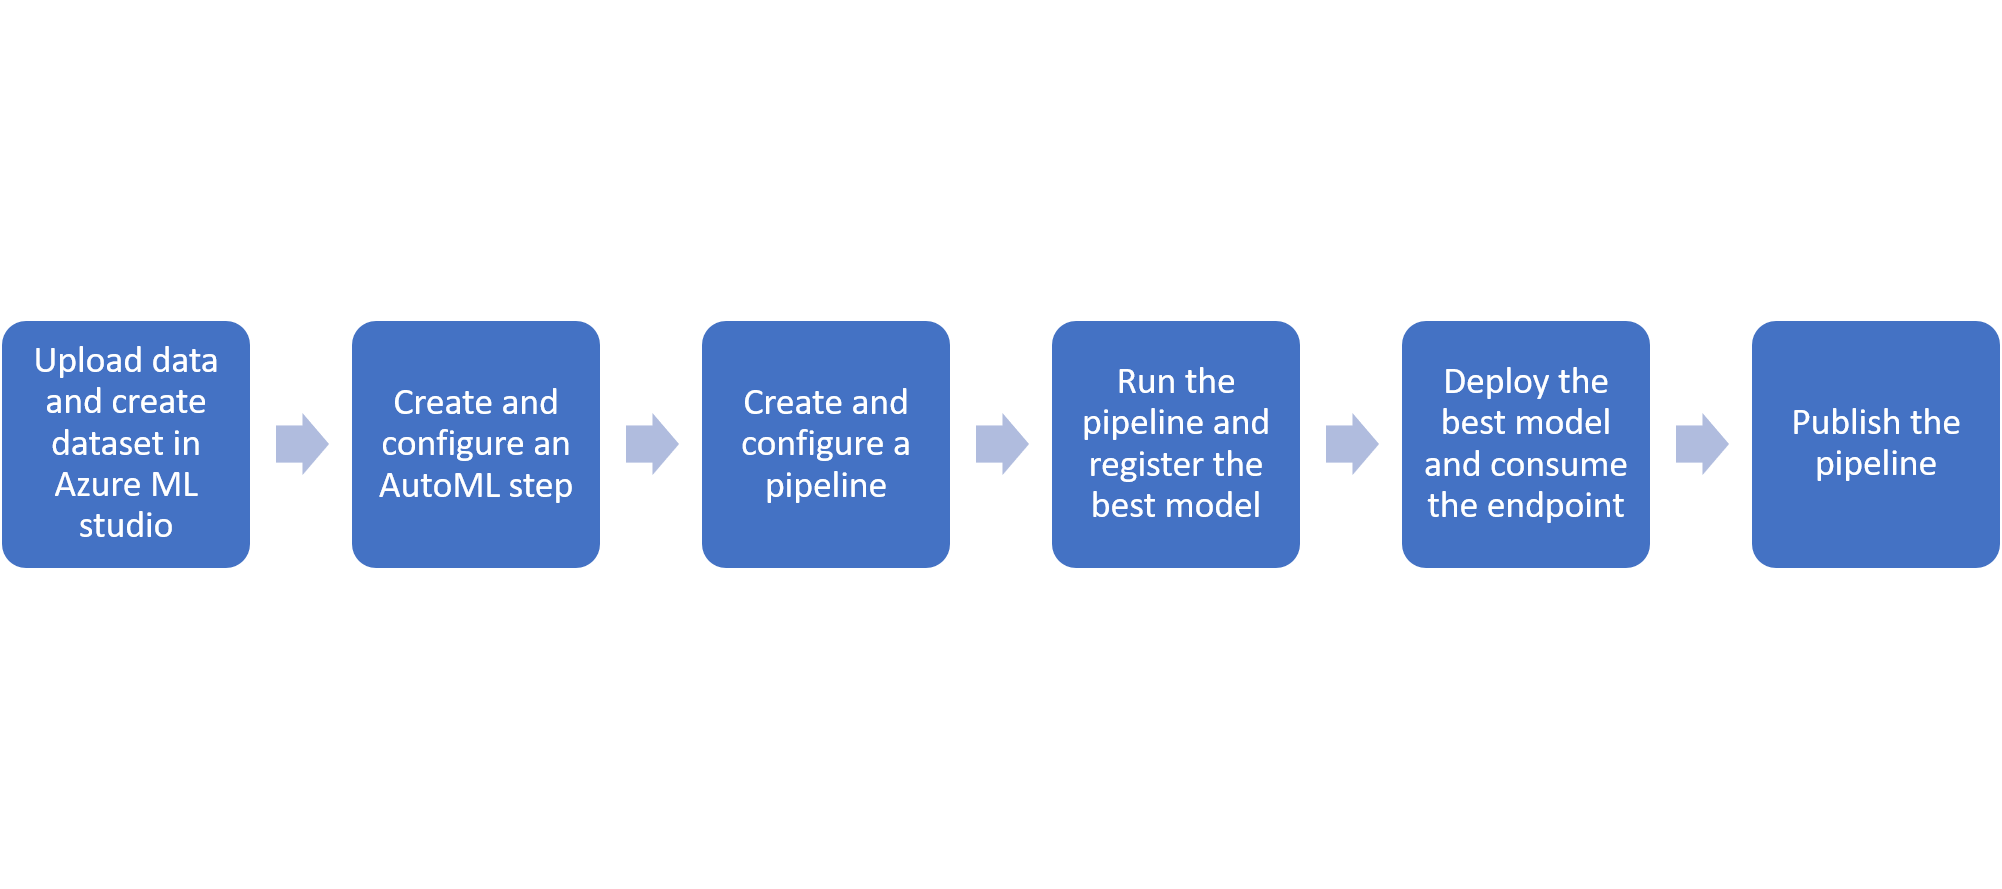 Upload data
and create
dataset in
Azure ML
studio
Create and
configure an
AutoML step
Create and
configure a
pipeline
Run the
pipeline and
register the
best model
Deploy the
best model
and consume
the endpoint
Publish the
pipeline